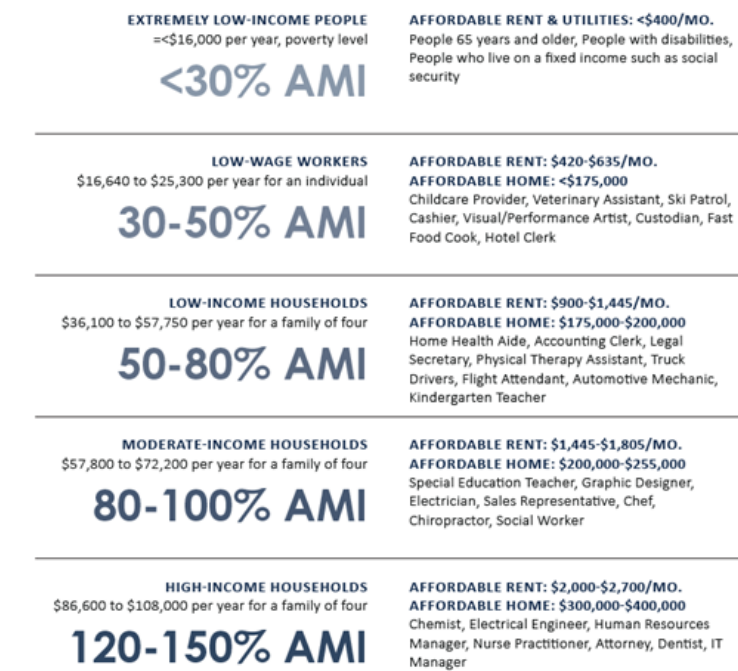 EXTREMELY LOW-INCOME PEOPLE
=<$16,000 per year, poverty level
<30% AMI
AFFORDABLE RENT & UTILITIES: <$400/MO.
People 65 years and older, People with disabilities,
People who live on a fixed income such as social
security
LOW-WAGE WORKERS
$16,640 to $25,300 per year for an individual
30-50% AMI
AFFORDABLE RENT: $420-$635/MO.
AFFORDABLE HOME: <$175,000
Childcare Provider, Veterinary Assistant, Ski Patrol,
Cashier, Visual/Performance Artist, Custodian, Fast
Food Cook, Hotel Clerk
LOW-INCOME HOUSEHOLDS
$36,100 to $57,750 per year for a family of four
50-80% AMI
AFFORDABLE RENT: $900-$1,445/MO.
AFFORDABLE HOME: $175,000-$200,000
Home Health Aide, Accounting Clerk, Legal
Secretary, Physical Therapy Assistant, Truck
Drivers, Flight Attendant, Automotive Mechanic,
Kindergarten Teacher
MODERATE-INCOME HOUSEHOLDS
$57,800 to $72,200 per year for a family of four
80-100% AMI
AFFORDABLE RENT: $1,445-$1,805/MO.
AFFORDABLE HOME: $200,000-$255,000
Special Education Teacher, Graphic Designer,
Electrician, Sales Representative, Chef,
Chiropractor, Social Worker
HIGH-INCOME HOUSEHOLDS
$86,600 to $108,000 per year for a family of four
120-150% AMI
AFFORDABLE RENT: $2,000-$2,700/MO.
AFFORDABLE HOME: $300,000-$400,000
Chemist, Electrical Engineer, Human Resources
Manager, Nurse Practitioner, Attorney, Dentist, IT
Manager